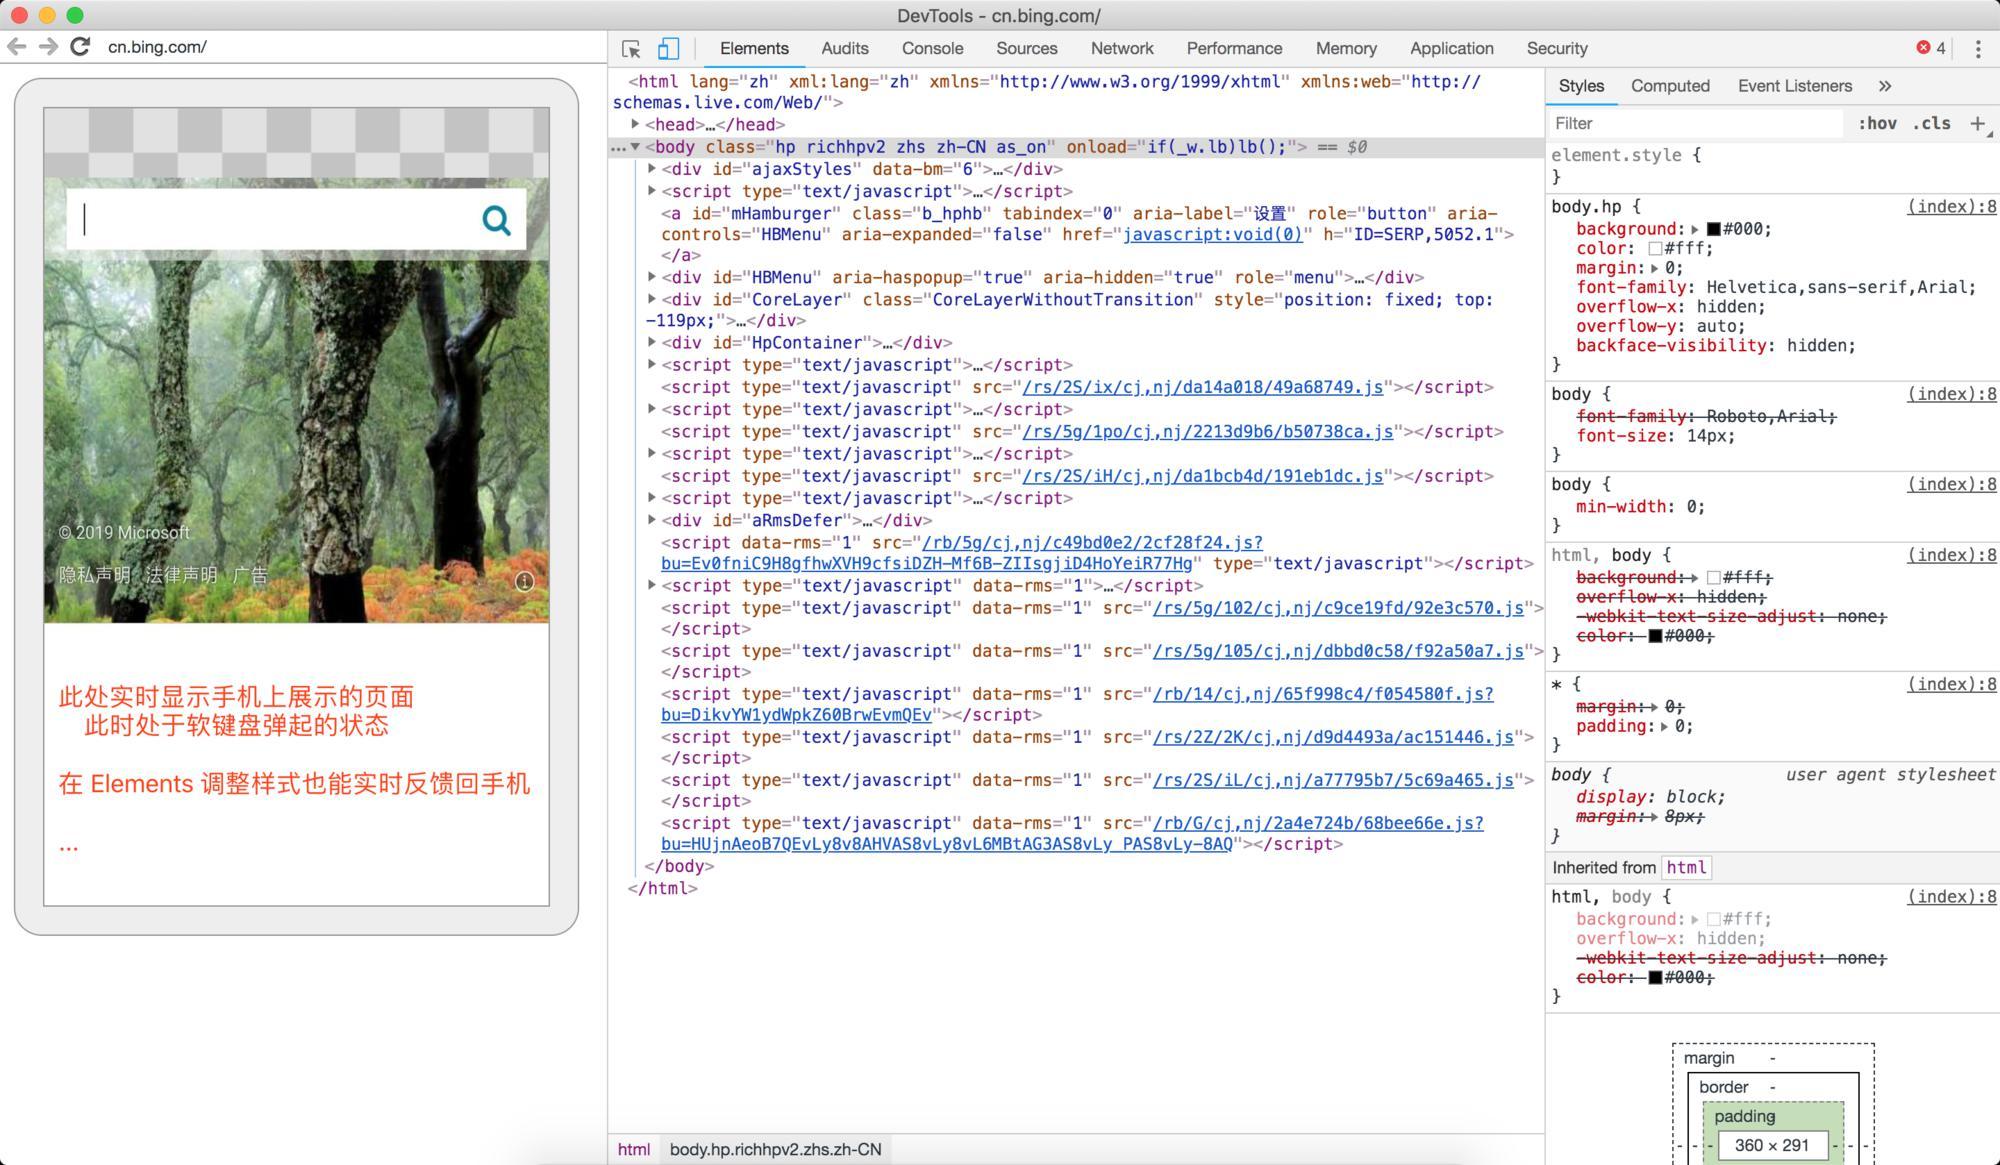 DevTools - cn.bing.com/
cn.bing.com/
Elements Audits Console Sources Network Performance Memory Application Security 4
© 2019 Microsoft
隐私声明 法律声明 广告
此处实时显示手机上展示的页面
此时处于软键盘弹起的状态
在 Elements 调整样式也能实时反馈回手机
...
<html lang="zh" xml:lang="zh" xmlns="http://www.w3.org/1999/xhtml" xmlns:web="http://
schemas.live.com/Web/">
<head>…</head>
… <body class="hp richhpv2 zhs zh-CN as_on" onload="if(_w.lb)lb();"> == $0
<div id="ajaxStyles" data-bm="6">…</div>
<script type="text/javascript">…</script>
<a id="mHamburger" class="b_hphb" tabindex="0" aria-label="设置" role="button" aria-
controls="HBMenu" aria-expanded="false" href="javascript:void(0)" h="ID=SERP,5052.1">
</a>
<div id="HBMenu" aria-haspopup="true" aria-hidden="true" role="menu">…</div>
<div id="CoreLayer" class="CoreLayerWithoutTransition" style="position: fixed; top:
-119px;">…</div>
<div id="HpContainer">…</div>
<script type="text/javascript">…</script>
<script type="text/javascript" src="/rs/2S/ix/cj,nj/da14a018/49a68749.js"></script>
<script type="text/javascript">…</script>
<script type="text/javascript" src="/rs/5g/1po/cj,nj/2213d9b6/b50738ca.js"></script>
<script type="text/javascript">…</script>
<script type="text/javascript" src="/rs/2S/iH/cj,nj/da1bcb4d/191eb1dc.js"></script>
<script type="text/javascript">…</script>
<div id="aRmsDefer">…</div>
<script data-rms="1" src="/rb/5g/cj,nj/c49bd0e2/2cf28f24.js?
bu=Ev0fniC9H8gfhwXVH9cfsiDZH-Mf6B-ZIIsgjiD4HoYeiR77Hg" type="text/javascript"></script>
<script type="text/javascript" data-rms="1">…</script>
<script type="text/javascript" data-rms="1" src="/rs/5g/102/cj,nj/c9ce19fd/92e3c570.js">
</script>
<script type="text/javascript" data-rms="1" src="/rs/5g/105/cj,nj/dbbd0c58/f92a50a7.js">
</script>
<script type="text/javascript" data-rms="1" src="/rb/14/cj,nj/65f998c4/f054580f.js?
bu=DikvYW1ydWpkZ60BrwEvmQEv"></script>
<script type="text/javascript" data-rms="1" src="/rs/2Z/2K/cj,nj/d9d4493a/ac151446.js">
</script>
<script type="text/javascript" data-rms="1" src="/rs/2S/iL/cj,nj/a77795b7/5c69a465.js">
</script>
<script type="text/javascript" data-rms="1" src="/rb/G/cj,nj/2a4e724b/68bee66e.js?
bu=HUjnAeoB7QEvLy8v8AHVAS8vLy8vL6MBtAG3AS8vLy_PAS8vLy-8AQ"></script>
</body>
</html>
html body.hp.richhpv2.zhs.zh-CN
Styles Computed Event Listeners »
Filter :hov .cls +
element.style {
}
body.hp { (index):8
background: #000;
color: #fff;
margin: 0;
font-family: Helvetica,sans-serif,Arial;
overflow-x: hidden;
overflow-y: auto;
backface-visibility: hidden;
}
body { (index):8
font-family: Roboto,Arial;
font-size: 14px;
}
body { (index):8
min-width: 0;
}
html, body { (index):8
background: #fff;
overflow-x: hidden;
-webkit-text-size-adjust: none;
color: #000;
}
* { (index):8
margin: 0;
padding: 0;
}
body { user agent stylesheet
display: block;
margin: 8px;
}
Inherited from html
html, body { (index):8
background: #fff;
overflow-x: hidden;
-webkit-text-size-adjust: none;
color: #000;
}
margin -
border -
padding -
- - - 360 × 291 - - -